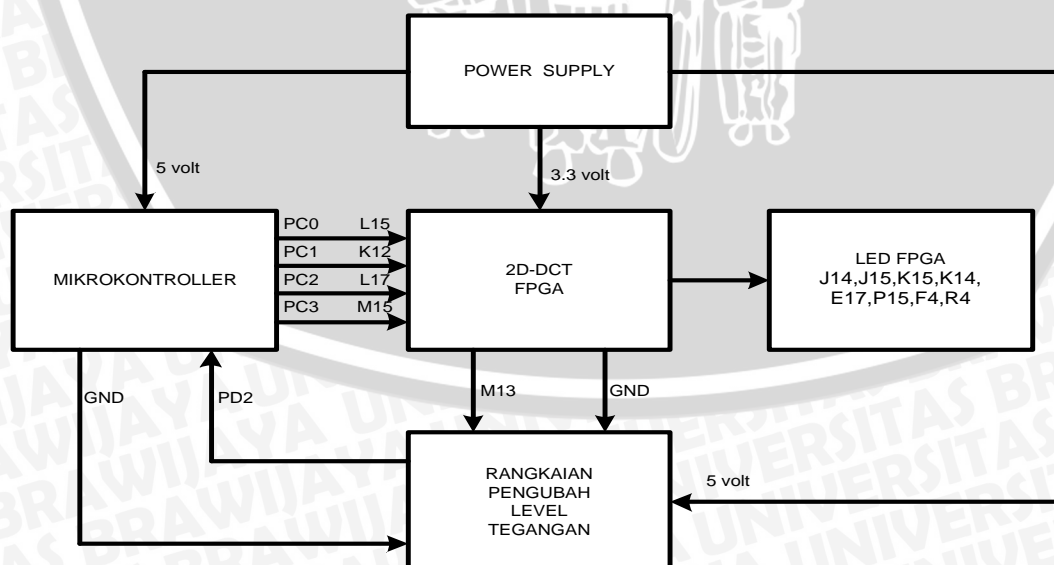 POWER SUPPLY
5 volt
3.3 volt
MIKROKONTROLLER
PC0 L15
PC1 K12
PC2 L17
PC3 M15
2D-DCT
FPGA
LED FPGA
J14,J15,K15,K14,
E17,P15,F4,R4
GND
PD2
M13
GND
RANGKAIAN
PENGUBAH
LEVEL
TEGANGAN
5 volt
UNIVERSITAS BRAWIJAYA